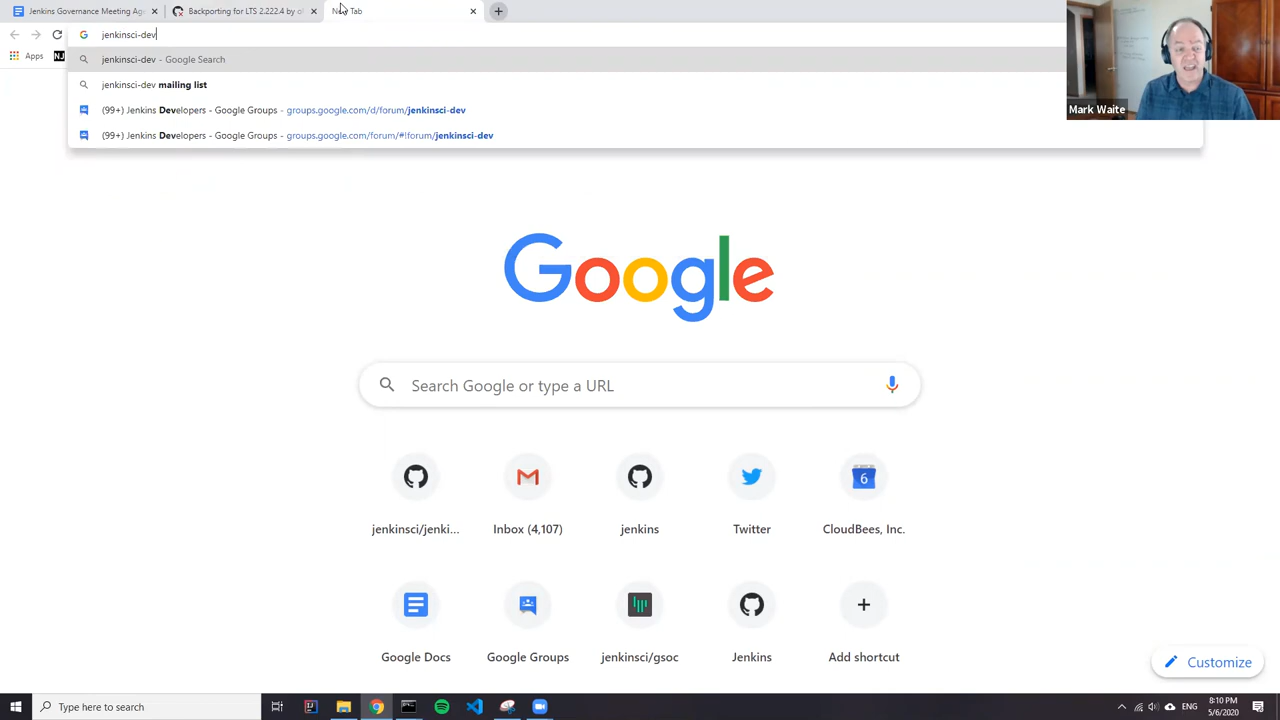 Jenkins Governance Meeting Ag
Backporting for LTS 2.222.4 by ol
Tab
jenkinsci-dev
Apps
NJ
jenkinsci-dev - Google Search
jenkinsci-dev mailing list
(99+) Jenkins Developers - Google Groups - groups.google.com/d/forum/jenkinsci-dev
(99+) Jenkins Developers - Google Groups - groups.google.com/forum/#!forum/jenkinsci-dev
Mark Waite
Google
Search Google or type a URL
6
jenkinsci/jenki...
Inbox (4,107)
jenkins
Twitter
CloudBees, Inc.
Google Docs
Google Groups
jenkinsci/gsoc
Jenkins
Add shortcut
Customize
Type here to search
8:10 PM
5/6/2020